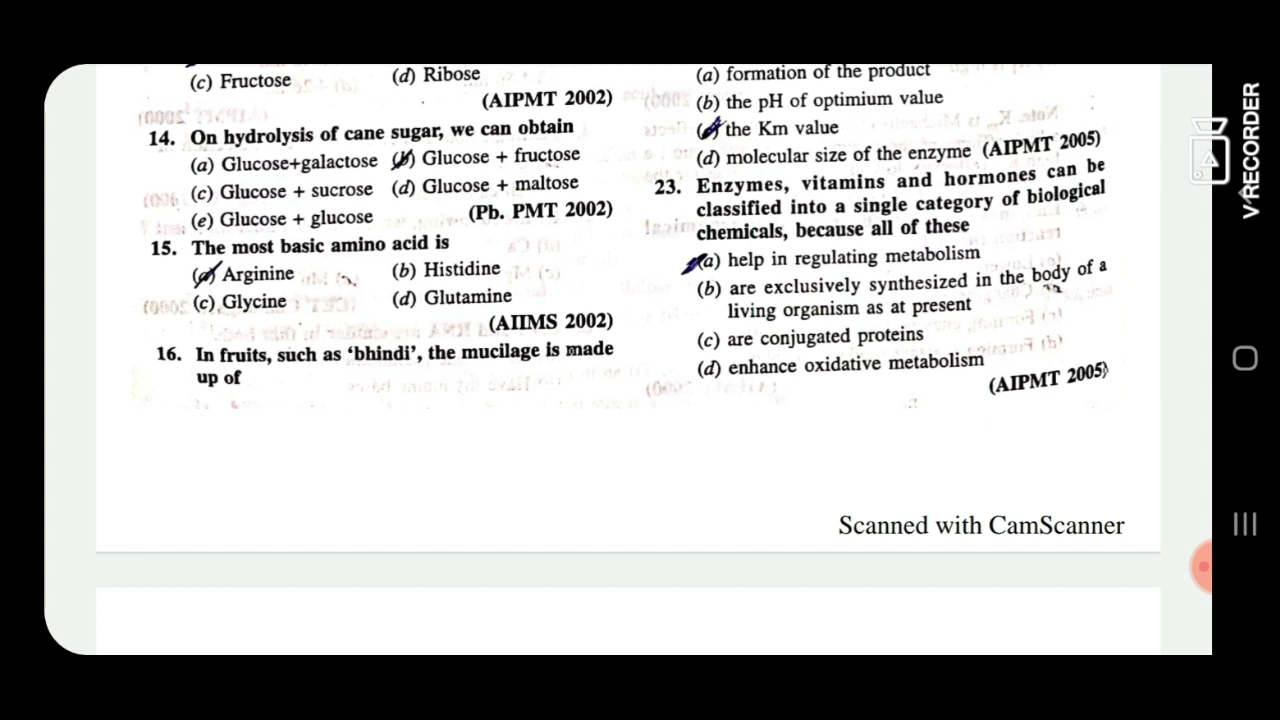 (c) Fructose (d) Ribose
(AIPMT 2002)
14. On hydrolysis of cane sugar, we can obtain
(a) Glucose+galactose (b) Glucose + fructose
(c) Glucose + sucrose (d) Glucose + maltose
(e) Glucose + glucose (Pb. PMT 2002)
15. The most basic amino acid is
(a) Arginine (b) Histidine
(c) Glycine (d) Glutamine
(AIIMS 2002)
16. In fruits, such as ‘bhindi’, the mucilage is made
up of
(a) formation of the product
(b) the pH of optimium value
(c) the Km value
(d) molecular size of the enzyme (AIPMT 2005)
23. Enzymes, vitamins and hormones can be
classified into a single category of biological
chemicals, because all of these
(a) help in regulating metabolism
(b) are exclusively synthesized in the body of a
living organism as at present
(c) are conjugated proteins
(d) enhance oxidative metabolism
(AIPMT 2005)
Scanned with CamScanner
V RECORDER